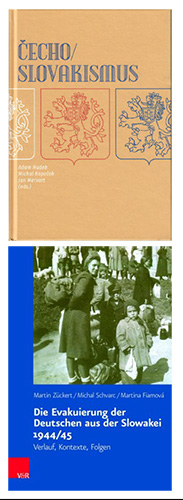 ČECHO/
SLOVAKISMUS
Adam Hudek
Michal Kopeček
Jan Mervart
(eds.)
Martin Zückert / Michal Schvarc / Martina Fiamová
Die Evakuierung der
Deutschen aus der Slowakei
1944/45
Verlauf, Kontexte, Folgen
V&R